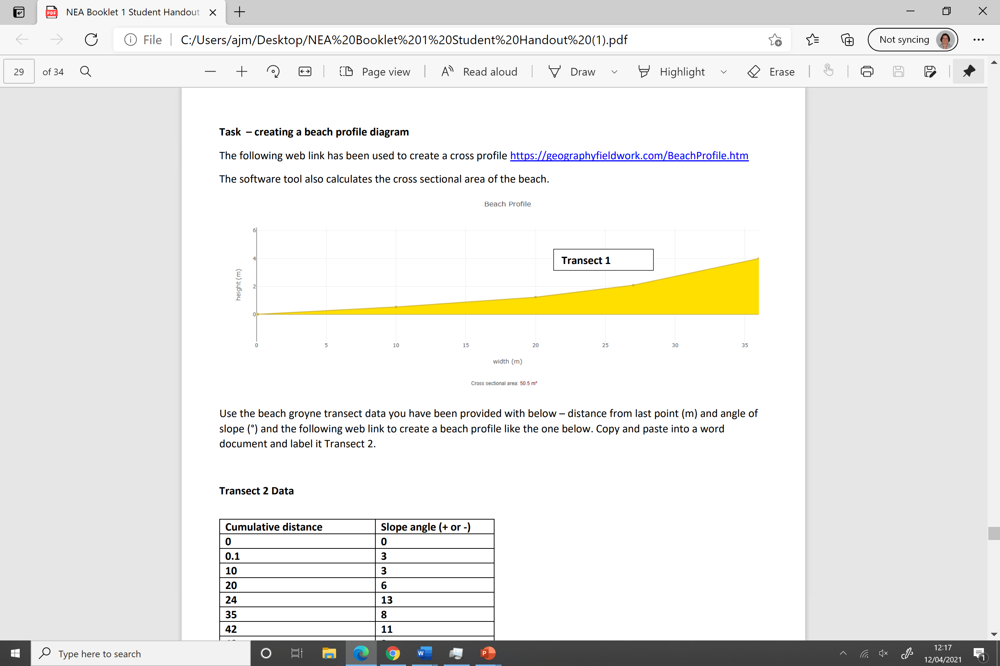 NEA Booklet 1 Student Handout
File
C:/Users/ajm/Desktop/NEA%20Booklet%201%20Student%20Handout%20(1).pdf
Not syncing
29 of 34
Page view
Read aloud
Draw
Highlight
Erase
Task – creating a beach profile diagram
The following web link has been used to create a cross profile https://geographyfieldwork.com/BeachProfile.htm
The software tool also calculates the cross sectional area of the beach.
Beach Profile
6
4
2
0
height (m)
Transect 1
0 5 10 15 20 25 30 35
width (m)
Cross sectional area: 50.5 m²
Use the beach groyne transect data you have been provided with below – distance from last point (m) and angle of
slope (°) and the following web link to create a beach profile like the one below. Copy and paste into a word
document and label it Transect 2.
Transect 2 Data
Cumulative distance Slope angle (+ or -)
0 0
0.1 3
10 3
20 6
24 13
35 8
42 11
Type here to search
12:17
12/04/2021
1